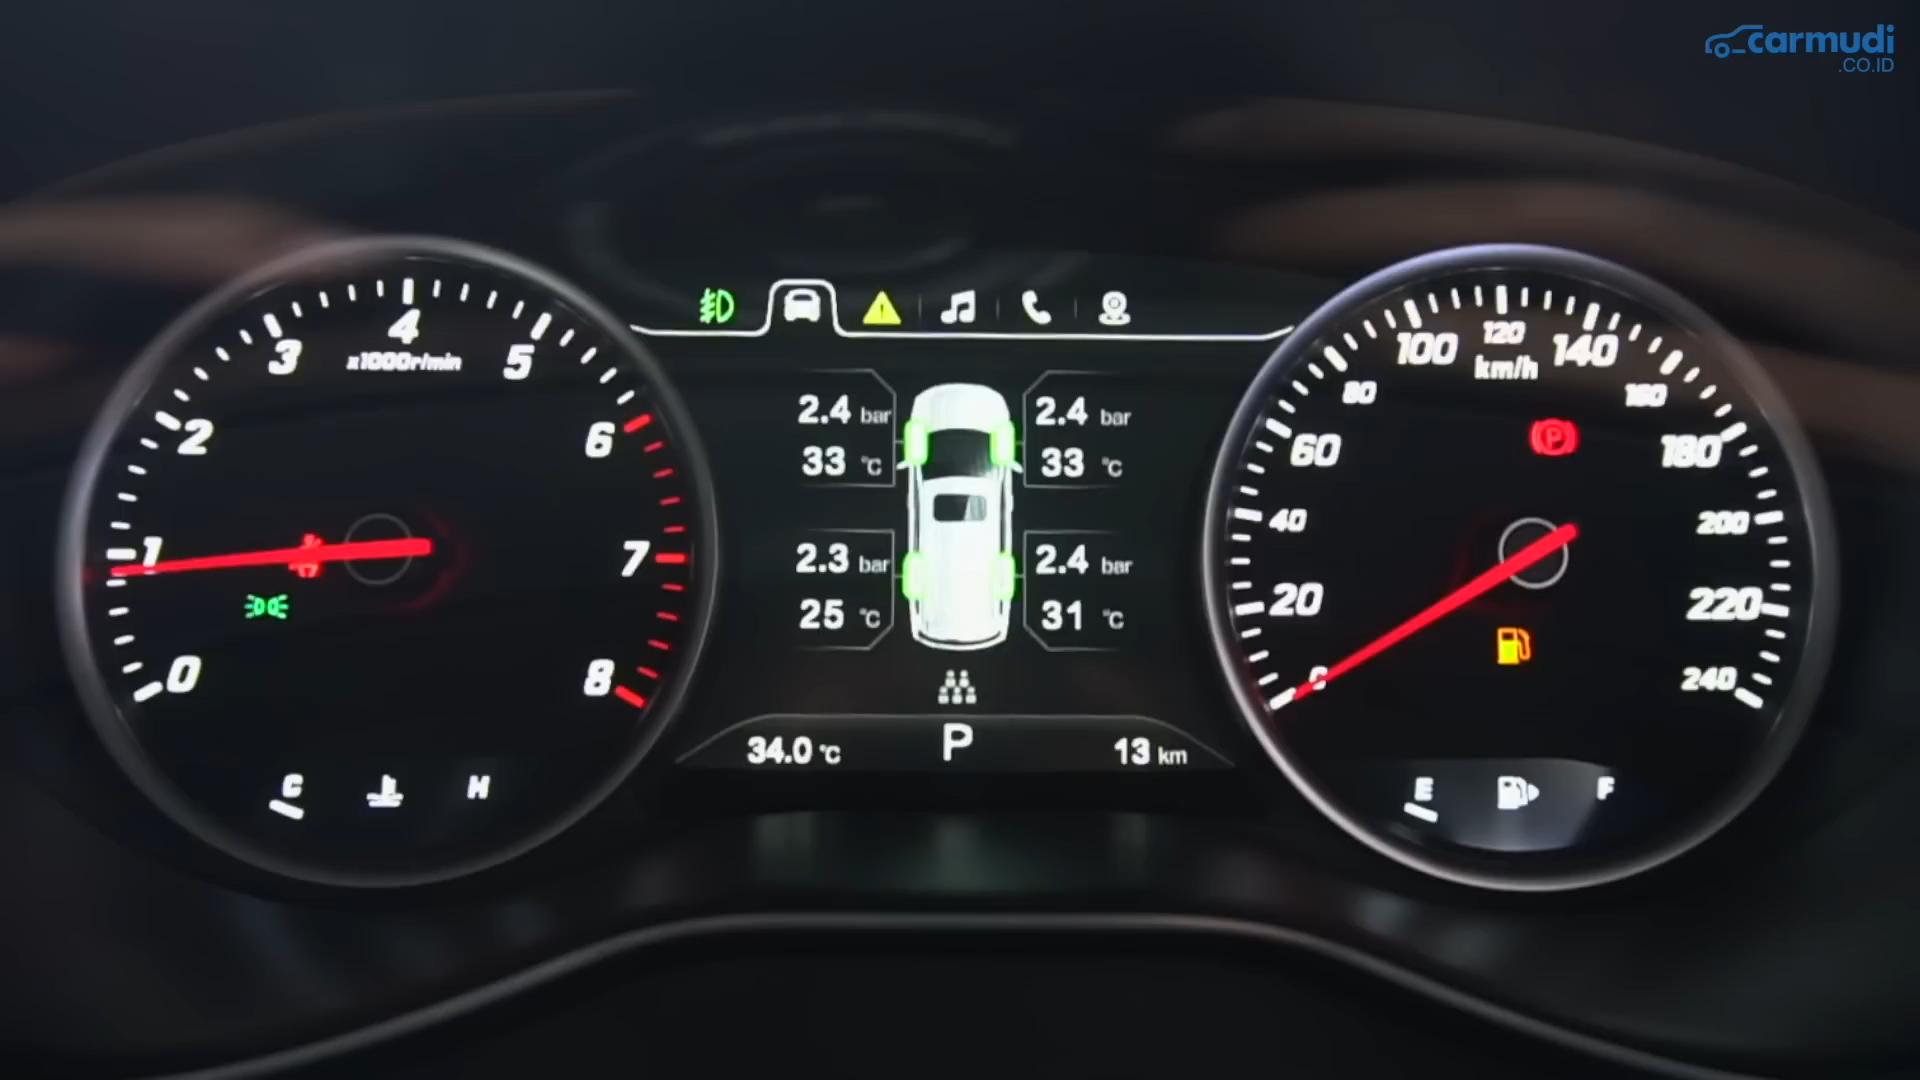 carmudi
.CO.ID
4
3
5
x1000r/min
2
6
1
7
0
8
C
H
2.4 bar
33 °C
2.4 bar
33 °C
2.3 bar
25 °C
2.4 bar
31 °C
34.0 °C
P
13 km
120
100
140
km/h
80
160
P
60
180
40
200
20
220
0
240
E
F